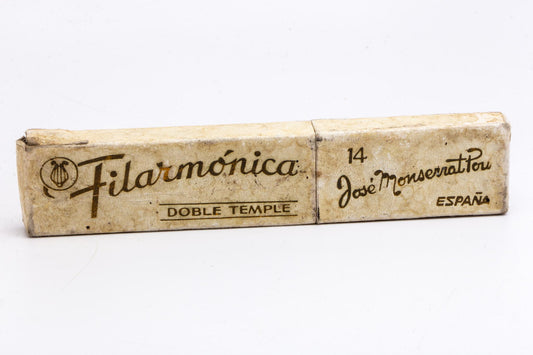 Filarmónica
DOBLE TEMPLE
14
José Monserrat Pou
ESPAÑA